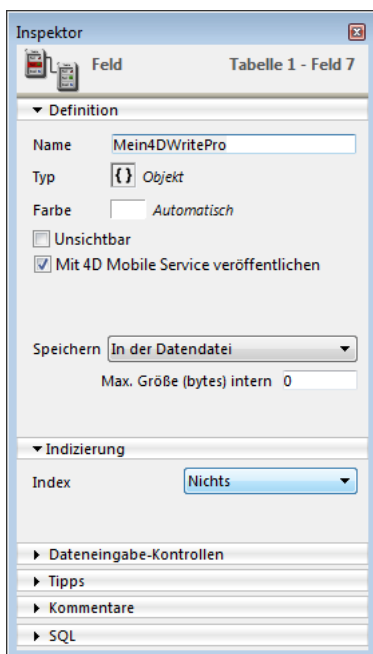 Inspektor
Feld Tabelle 1 - Feld 7
Definition
Name Mein4DWritePro
Typ {} Objekt
Farbe Automatisch
Unsichtbar
Mit 4D Mobile Service veröffentlichen
Speichern In der Datendatei
Max. Größe (bytes) intern 0
Indizierung
Index Nichts
Dateneingabe-Kontrollen
Tipps
Kommentare
SQL